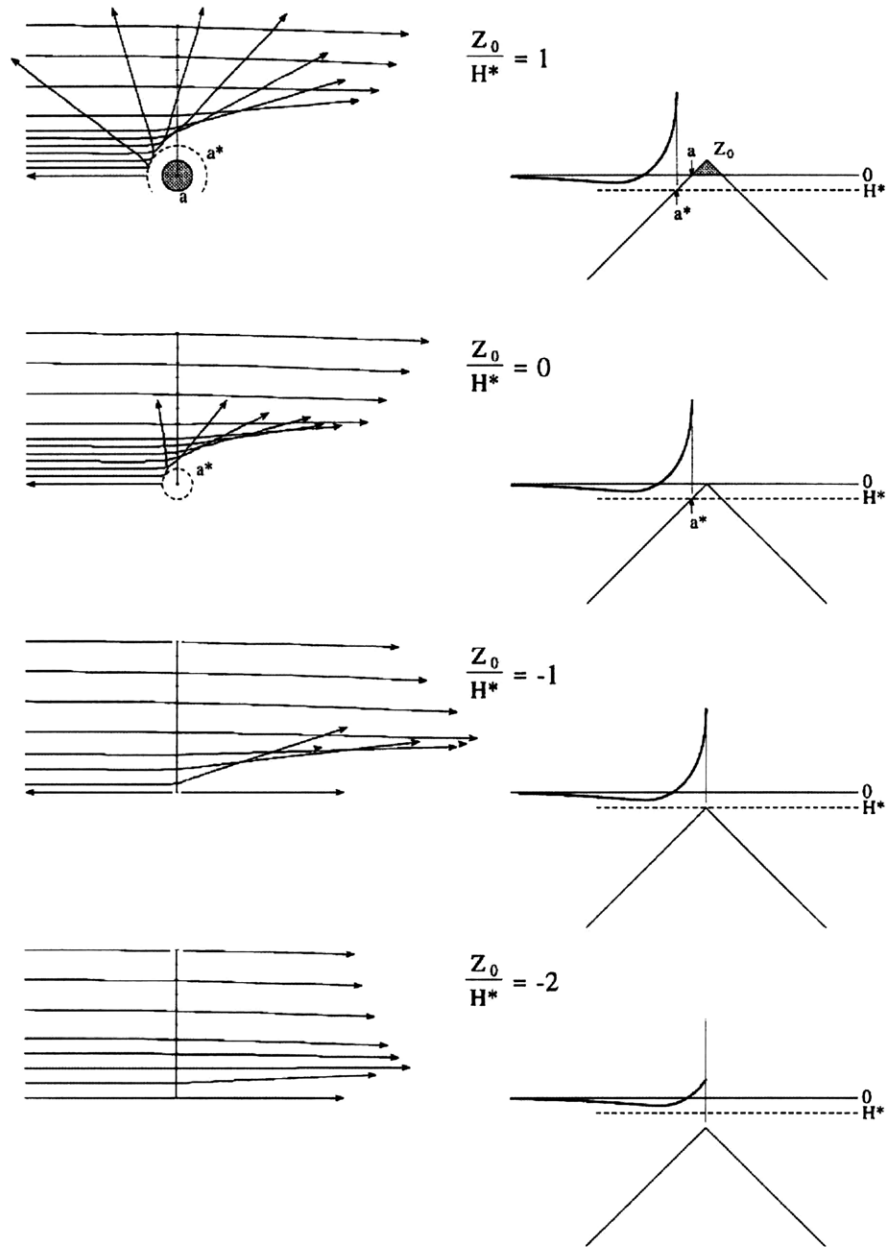 Z₀/H* = 1
a*
a
a
Z₀
0
H*
a*
Z₀/H* = 0
a*
0
H*
a*
Z₀/H* = -1
0
H*
Z₀/H* = -2
0
H*